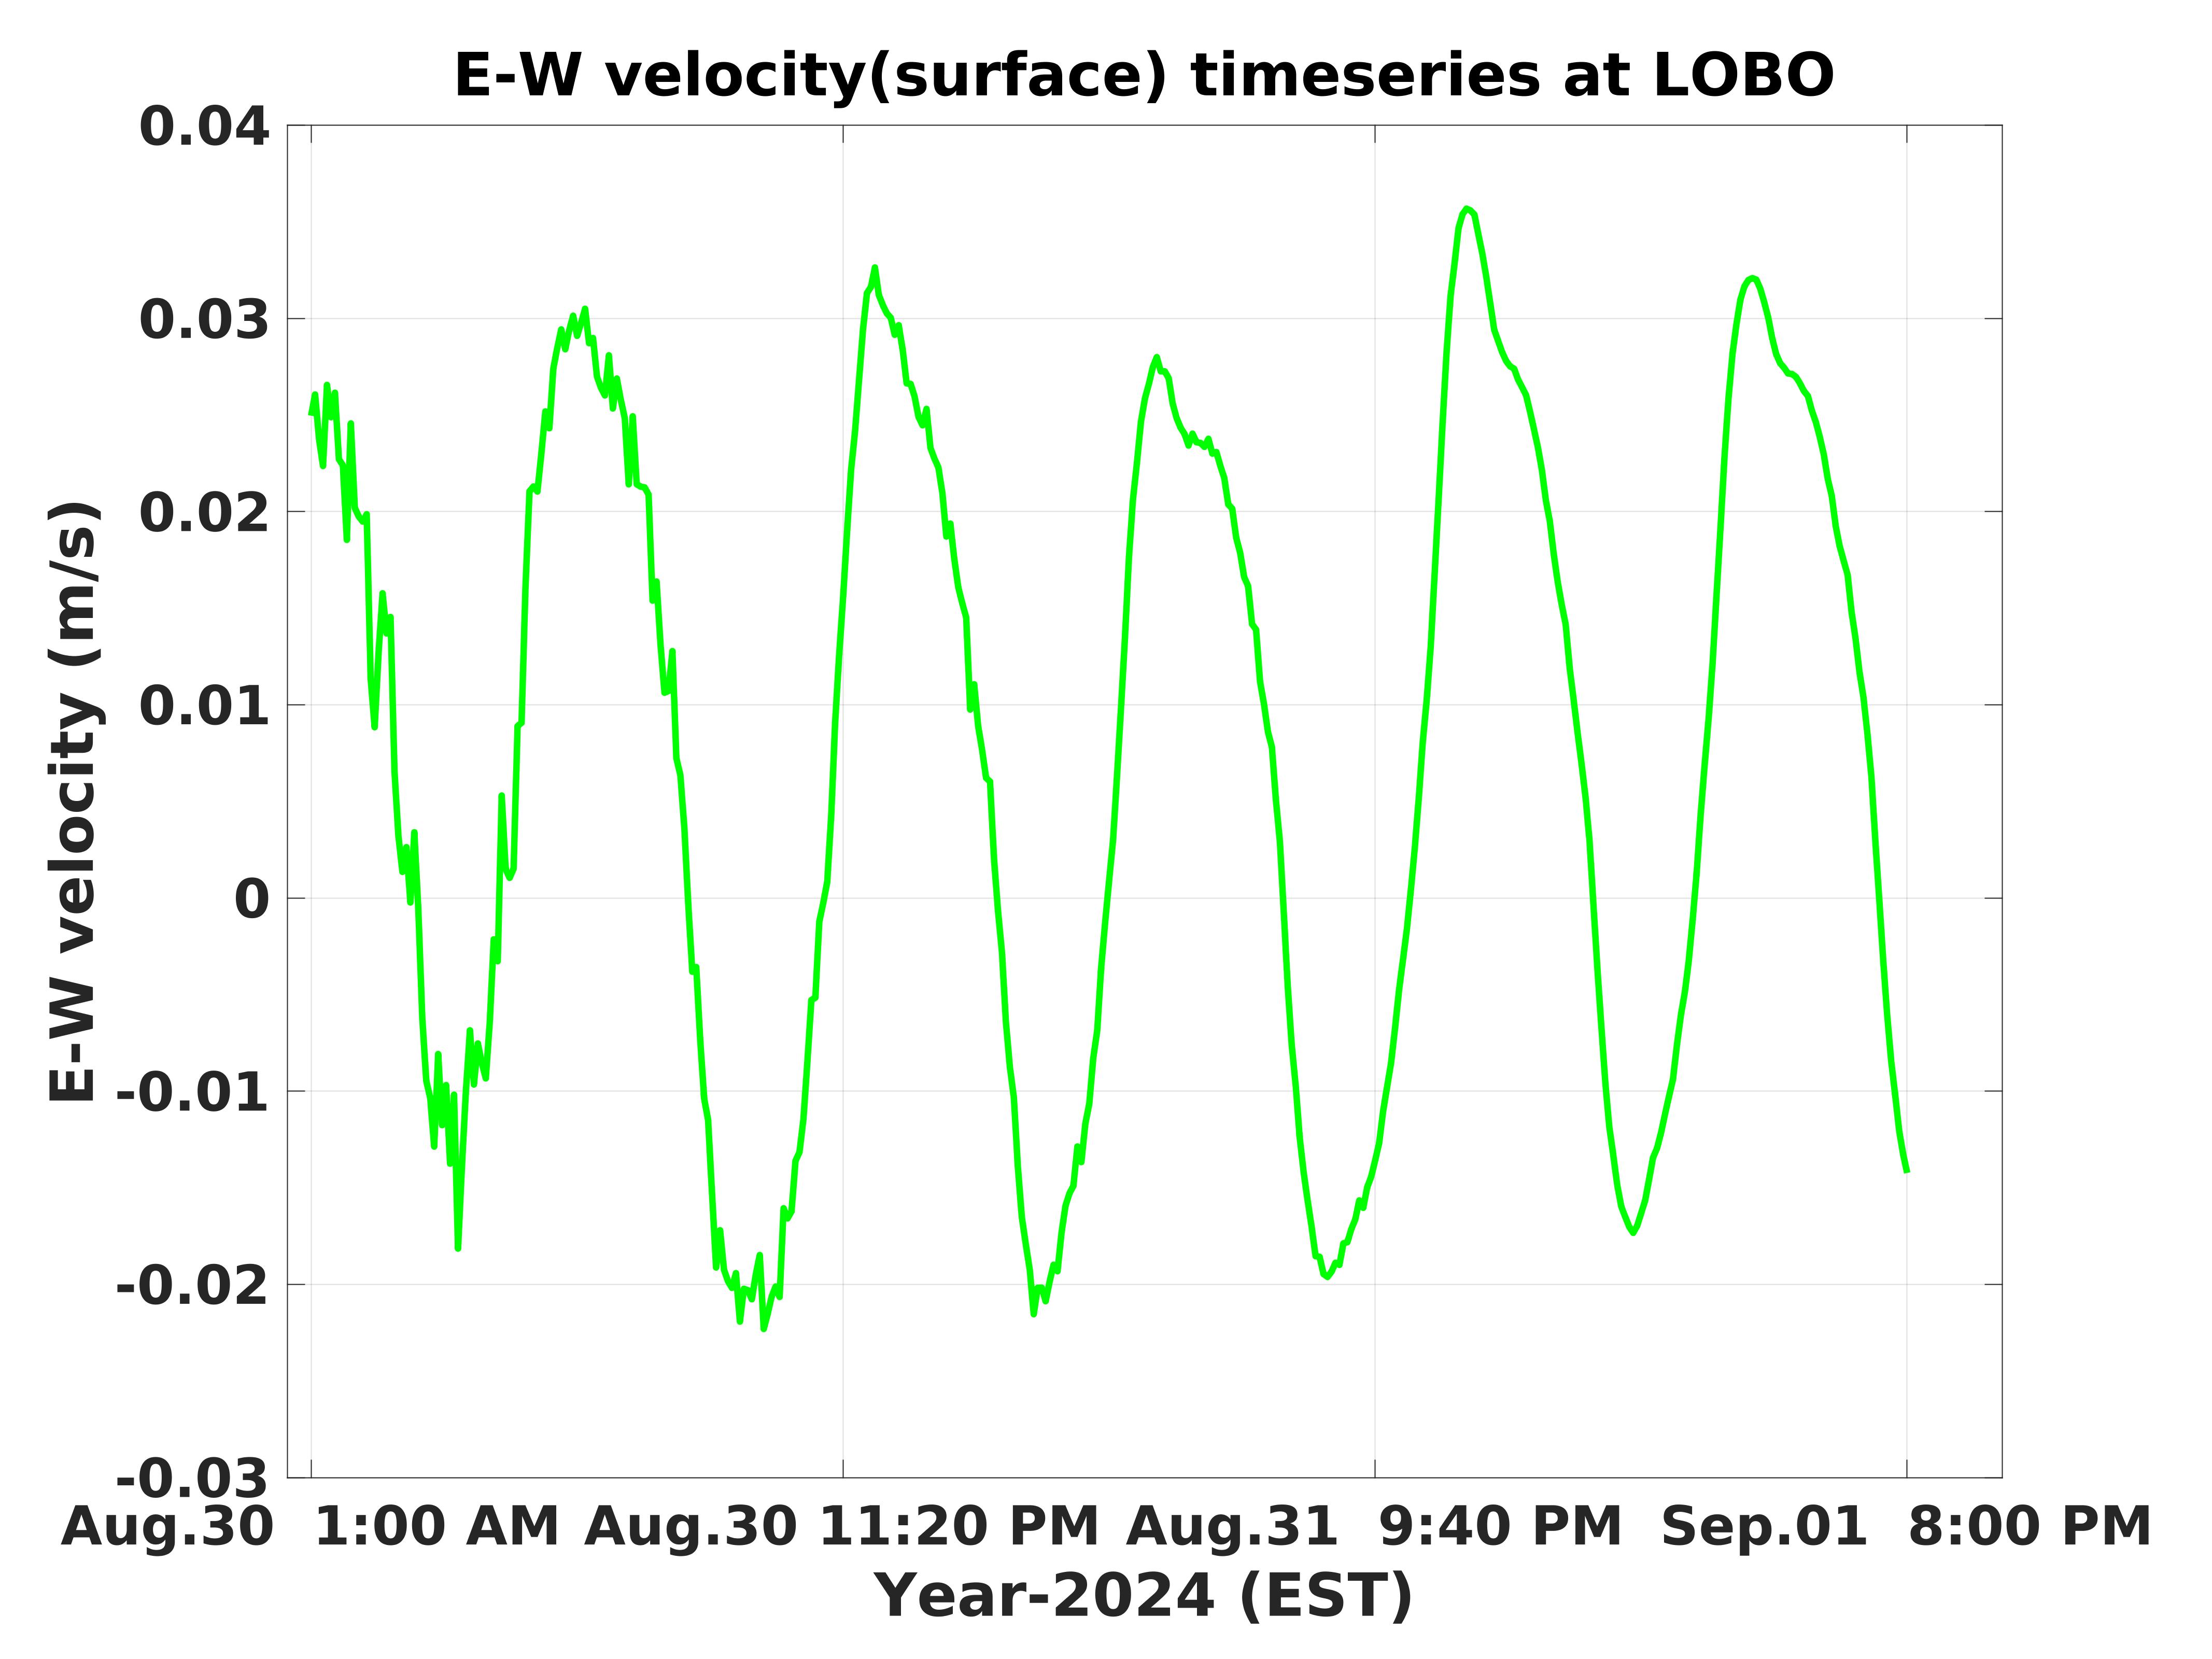 E-W velocity(surface) timeseries at LOBO
0.04
0.03
0.02
0.01
0
-0.01
-0.02
-0.03
E-W velocity (m/s)
Aug.30 1:00 AM Aug.30 11:20 PM Aug.31 9:40 PM Sep.01 8:00 PM
Year-2024 (EST)